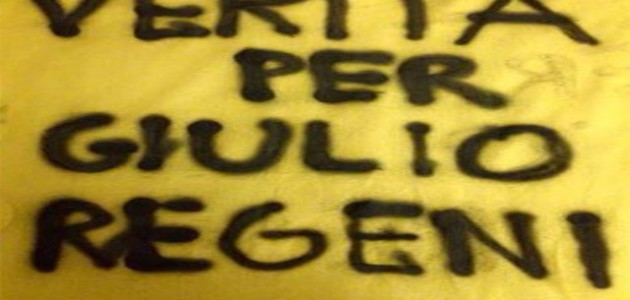 VERITA
PER
GIULIO
REGENI